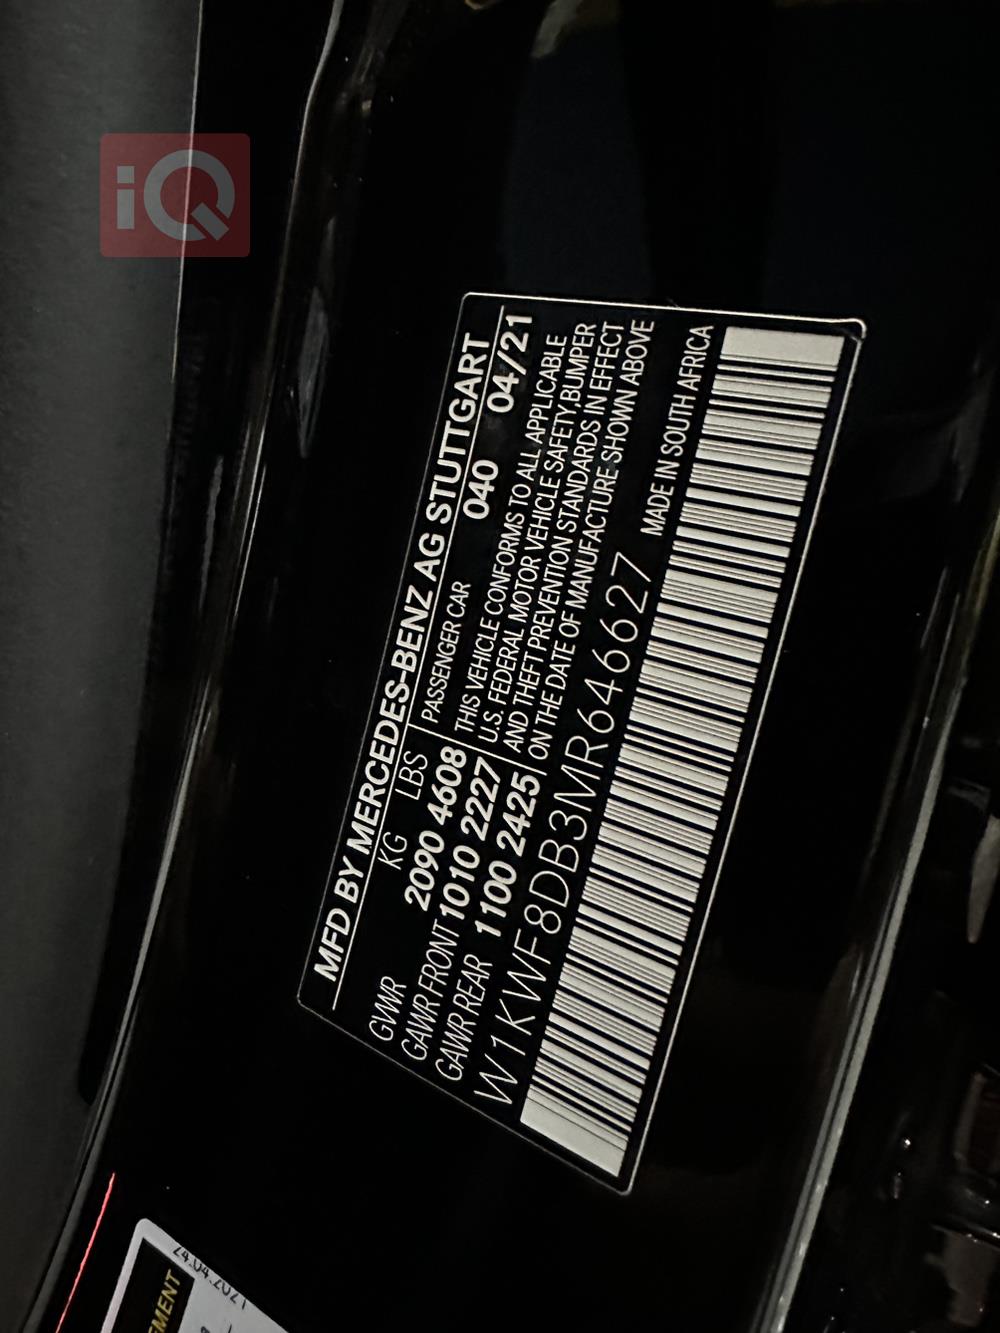 iQ
MFD BY MERCEDES-BENZ AG STUTTGART
KG LBS PASSENGER CAR 040 04/21
GVWR 2090 4608
GAWR FRONT 1010 2227
GAWR REAR 1100 2425
THIS VEHICLE CONFORMS TO ALL APPLICABLE
U.S. FEDERAL MOTOR VEHICLE SAFETY,BUMPER
AND THEFT PREVENTION STANDARDS IN EFFECT
ON THE DATE OF MANUFACTURE SHOWN ABOVE
W1KWF8DB3MR646627 MADE IN SOUTH AFRICA
24.04.2021